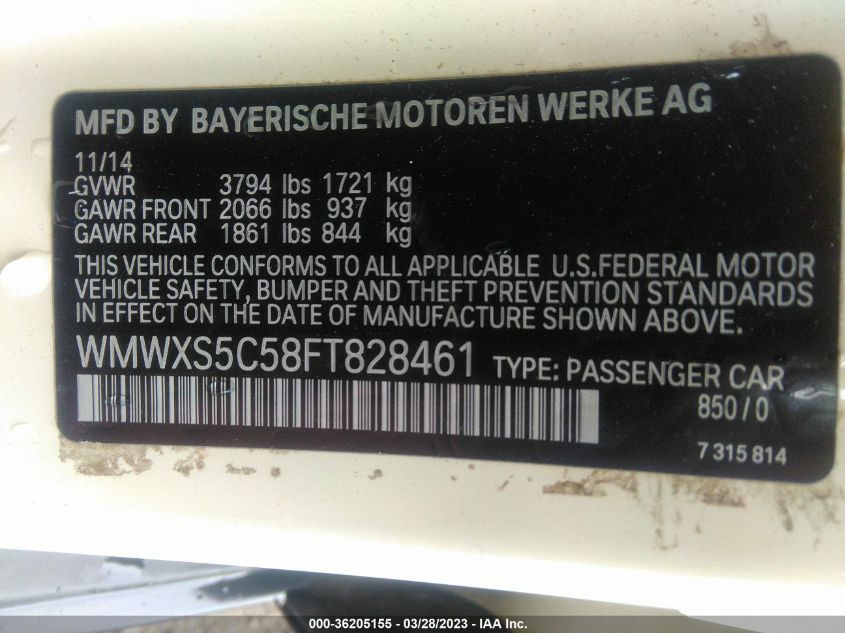 MFD BY BAYERISCHE MOTOREN WERKE AG
11/14
GVWR 3794 lbs 1721 kg
GAWR FRONT 2066 lbs 937 kg
GAWR REAR 1861 lbs 844 kg
THIS VEHICLE CONFORMS TO ALL APPLICABLE U.S.FEDERAL MOTOR
VEHICLE SAFETY, BUMPER AND THEFT PREVENTION STANDARDS
IN EFFECT ON THE DATE OF MANUFACTURE SHOWN ABOVE.
WMWXS5C58FT828461 TYPE: PASSENGER CAR
850 / 0
7 315 814
000-36205155 - 03/28/2023 - IAA Inc.